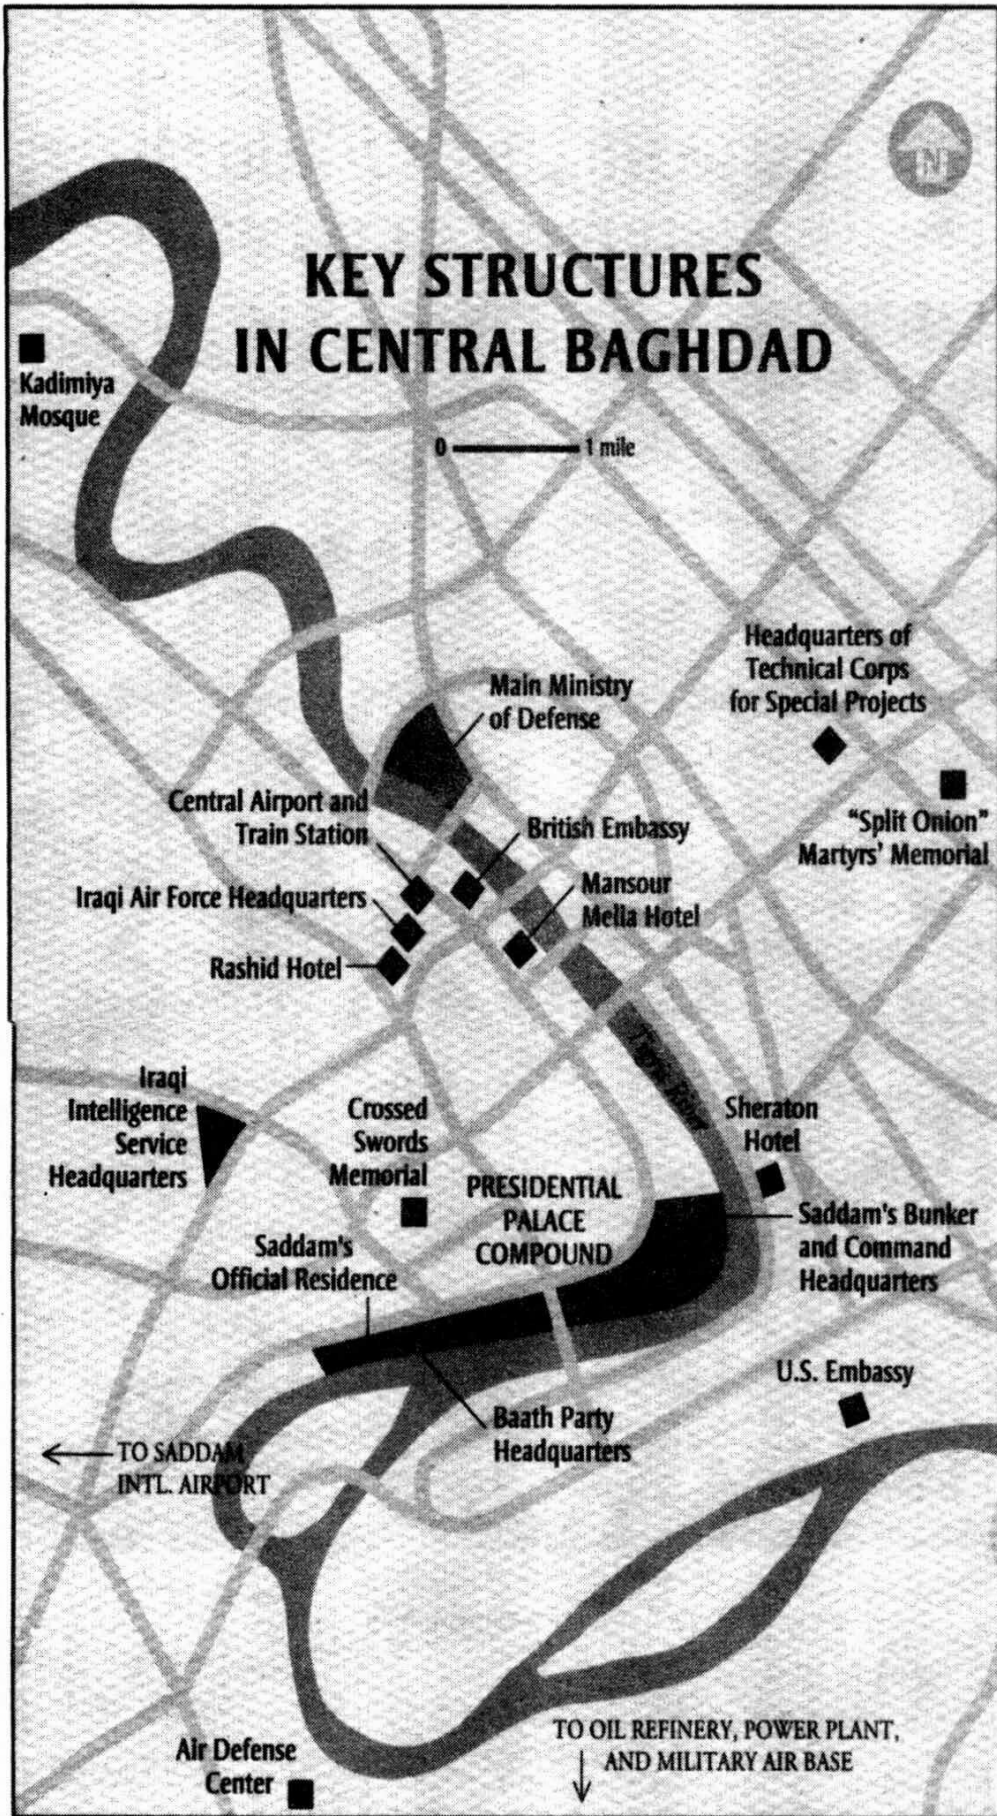 N
KEY STRUCTURES
IN CENTRAL BAGHDAD
Kadimiya
Mosque
0 1 mile
Headquarters of
Technical Corps
for Special Projects
Main Ministry
of Defense
Central Airport and
Train Station
British Embassy
"Split Onion"
Martyrs' Memorial
Iraqi Air Force Headquarters
Mansour
Melia Hotel
Rashid Hotel
Tigris River
Iraqi
Intelligence
Service
Headquarters
Crossed
Swords
Memorial
Sheraton
Hotel
PRESIDENTIAL
PALACE
COMPOUND
Saddam's Bunker
and Command
Headquarters
Saddam's
Official Residence
U.S. Embassy
Baath Party
Headquarters
TO SADDAM
INTL. AIRPORT
TO OIL REFINERY, POWER PLANT,
AND MILITARY AIR BASE
Air Defense
Center